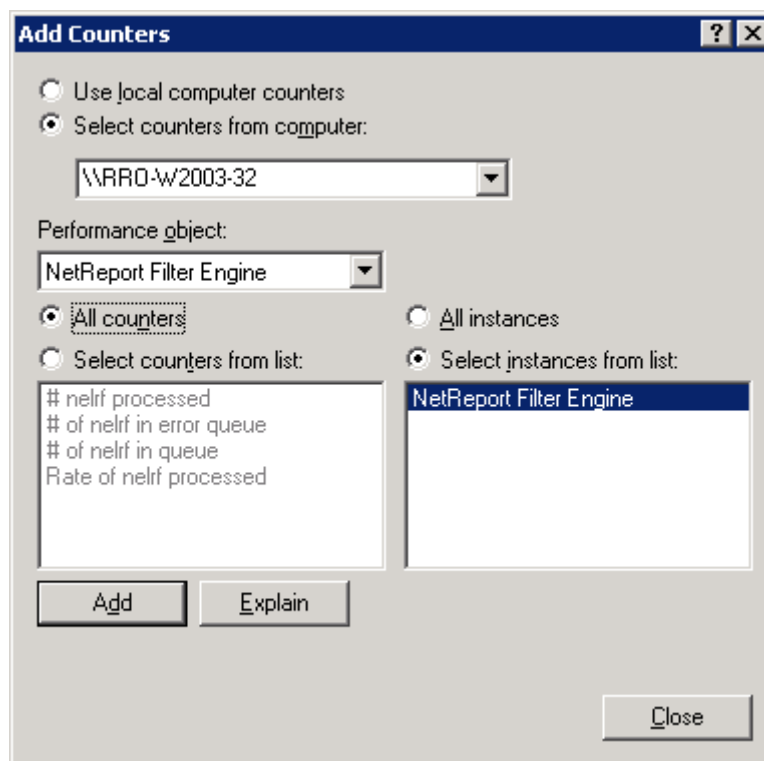 Add Counters
Use local computer counters
Select counters from computer:
\\RRO-W2003-32
Performance object:
NetReport Filter Engine
All counters
All instances
Select counters from list:
Select instances from list:
# nelrf processed
# of nelrf in error queue
# of nelrf in queue
Rate of nelrf processed
NetReport Filter Engine
Add
Explain
Close